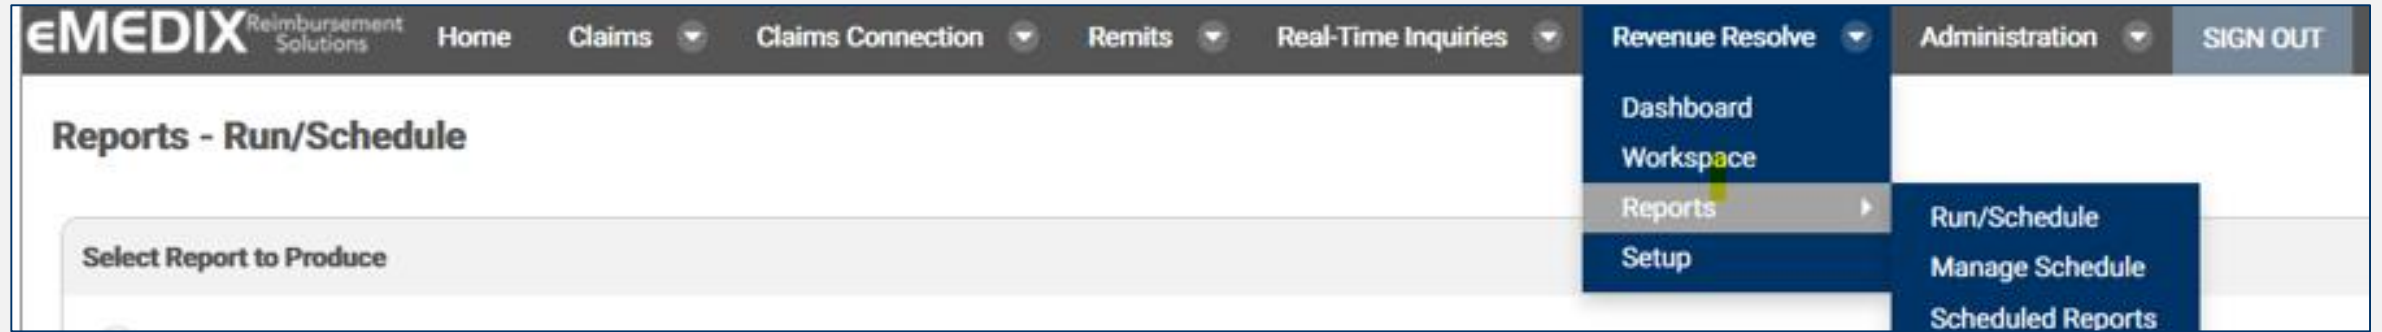 eMEDIX Reimbursement Solutions Home Claims Claims Connection Remits Real-Time Inquiries Revenue Resolve Administration SIGN OUT
Reports - Run/Schedule
Select Report to Produce
Dashboard
Workspace
Reports
Setup
Run/Schedule
Manage Schedule
Scheduled Reports